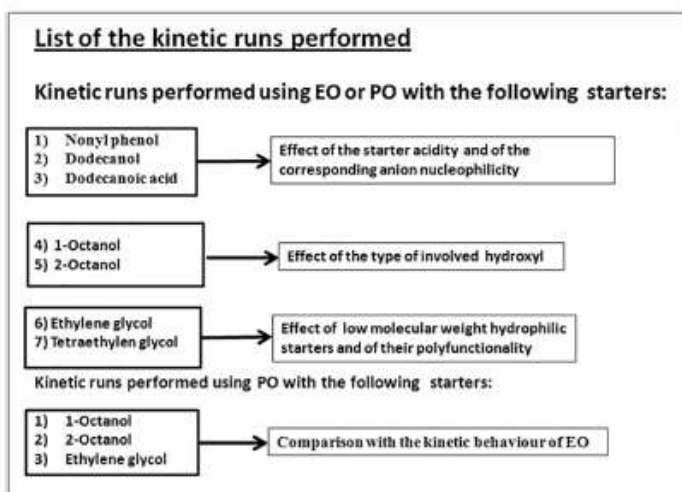 List of the kinetic runs performed
Kinetic runs performed using EO or PO with the following starters:
1) Nonyl phenol
2) Dodecanol
3) Dodecanoic acid
Effect of the starter acidity and of the
corresponding anion nucleophilicity
4) 1-Octanol
5) 2-Octanol
Effect of the type of involved hydroxyl
6) Ethylene glycol
7) Tetraethylen glycol
Effect of low molecular weight hydrophilic
starters and of their polyfunctionality
Kinetic runs performed using PO with the following starters:
1) 1-Octanol
2) 2-Octanol
3) Ethylene glycol
Comparison with the kinetic behaviour of EO